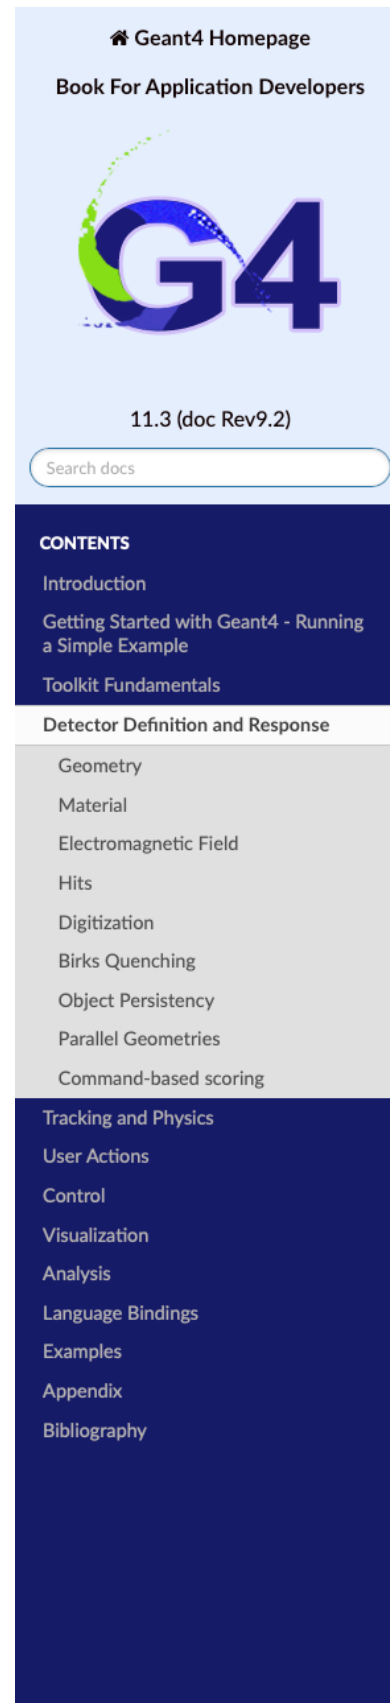 Geant4 Homepage
Book For Application Developers
G4
11.3 (doc Rev9.2)
Search docs
CONTENTS
Introduction
Getting Started with Geant4 - Running
a Simple Example
Toolkit Fundamentals
Detector Definition and Response
Geometry
Material
Electromagnetic Field
Hits
Digitization
Birks Quenching
Object Persistency
Parallel Geometries
Command-based scoring
Tracking and Physics
User Actions
Control
Visualization
Analysis
Language Bindings
Examples
Appendix
Bibliography